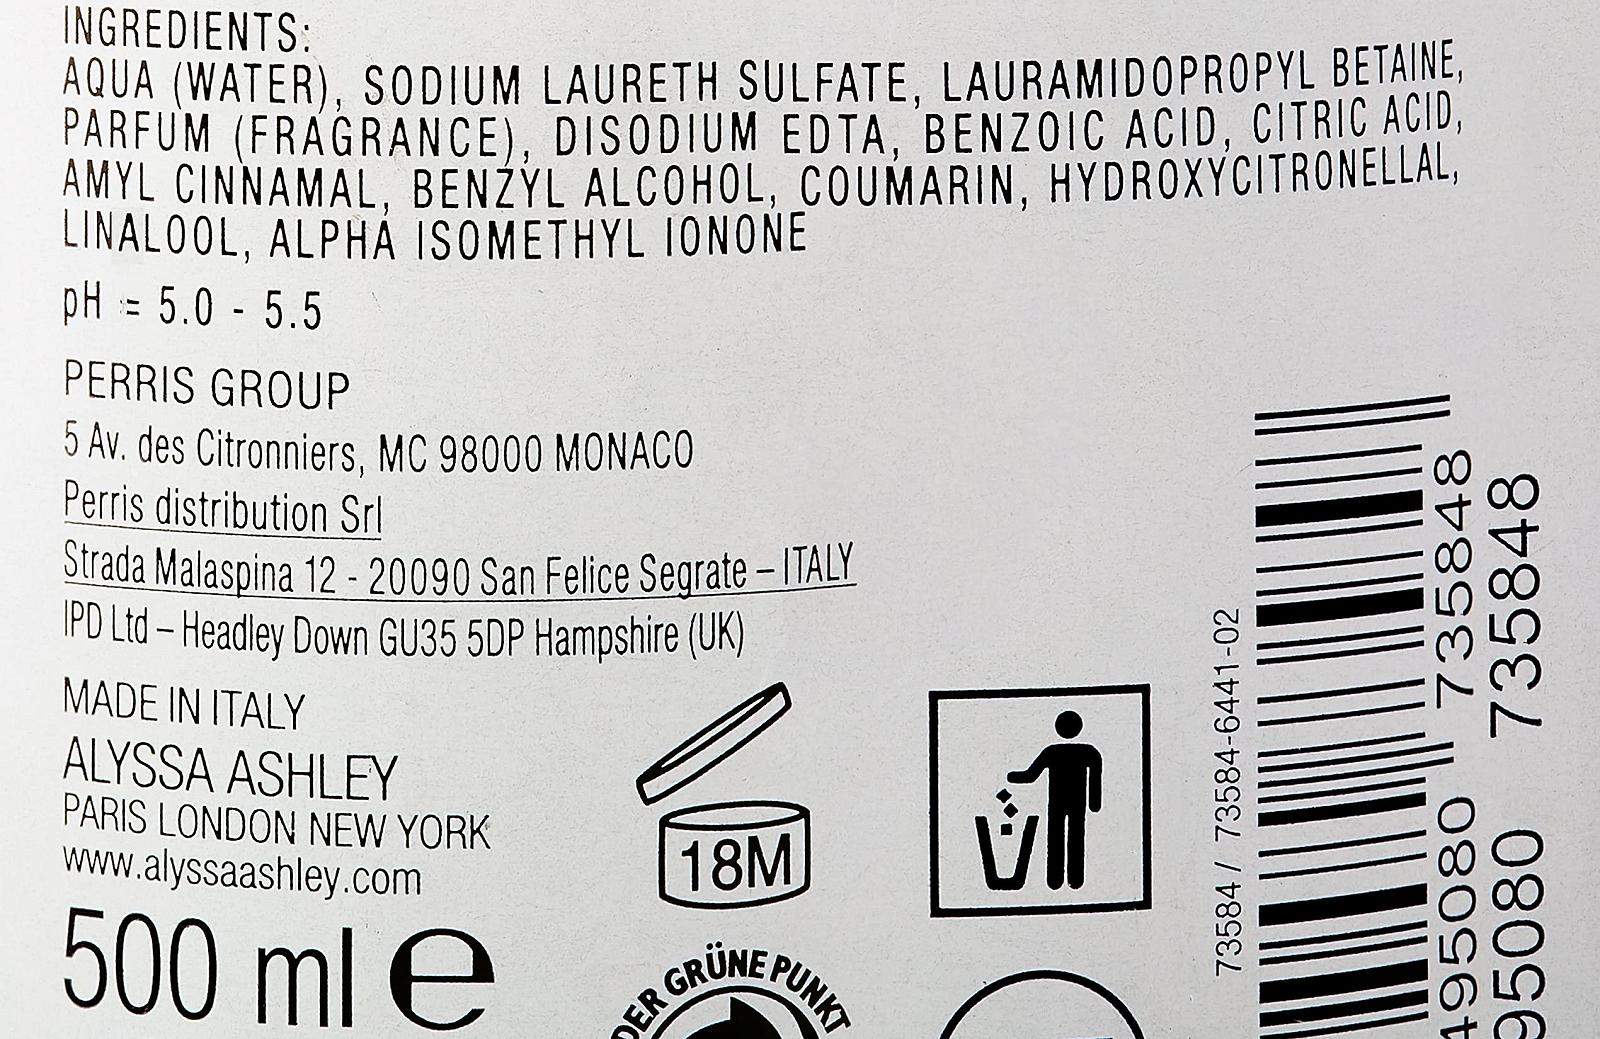 INGREDIENTS:
AQUA (WATER), SODIUM LAURETH SULFATE, LAURAMIDOPROPYL BETAINE,
PARFUM (FRAGRANCE), DISODIUM EDTA, BENZOIC ACID, CITRIC ACID,
AMYL CINNAMAL, BENZYL ALCOHOL, COUMARIN, HYDROXYCITRONELLAL,
LINALOOL, ALPHA ISOMETHYL IONONE
pH = 5.0 - 5.5
PERRIS GROUP
5 Av. des Citronniers, MC 98000 MONACO
Perris distribution Srl
Strada Malaspina 12 - 20090 San Felice Segrate – ITALY
IPD Ltd – Headley Down GU35 5DP Hampshire (UK)
MADE IN ITALY
ALYSSA ASHLEY
PARIS LONDON NEW YORK
www.alyssaashley.com
500 ml e
18M
DER GRÜNE PUNKT
73584 / 73584-6441-02
495080 735848
95080 735848